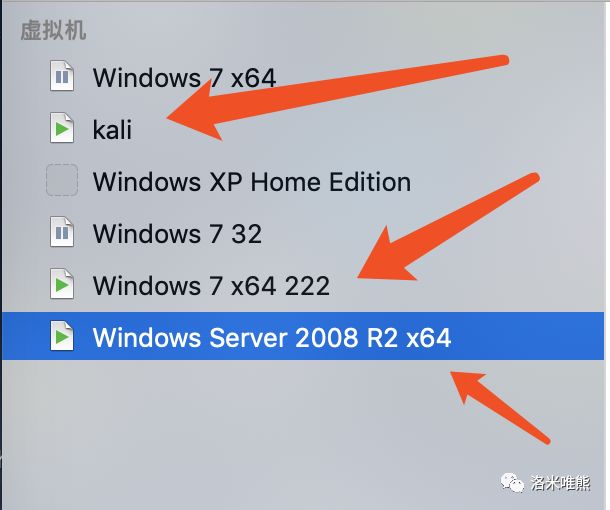 虚拟机
Windows 7 x64
kali
Windows XP Home Edition
Windows 7 32
Windows 7 x64 222
Windows Server 2008 R2 x64
洛米唯熊